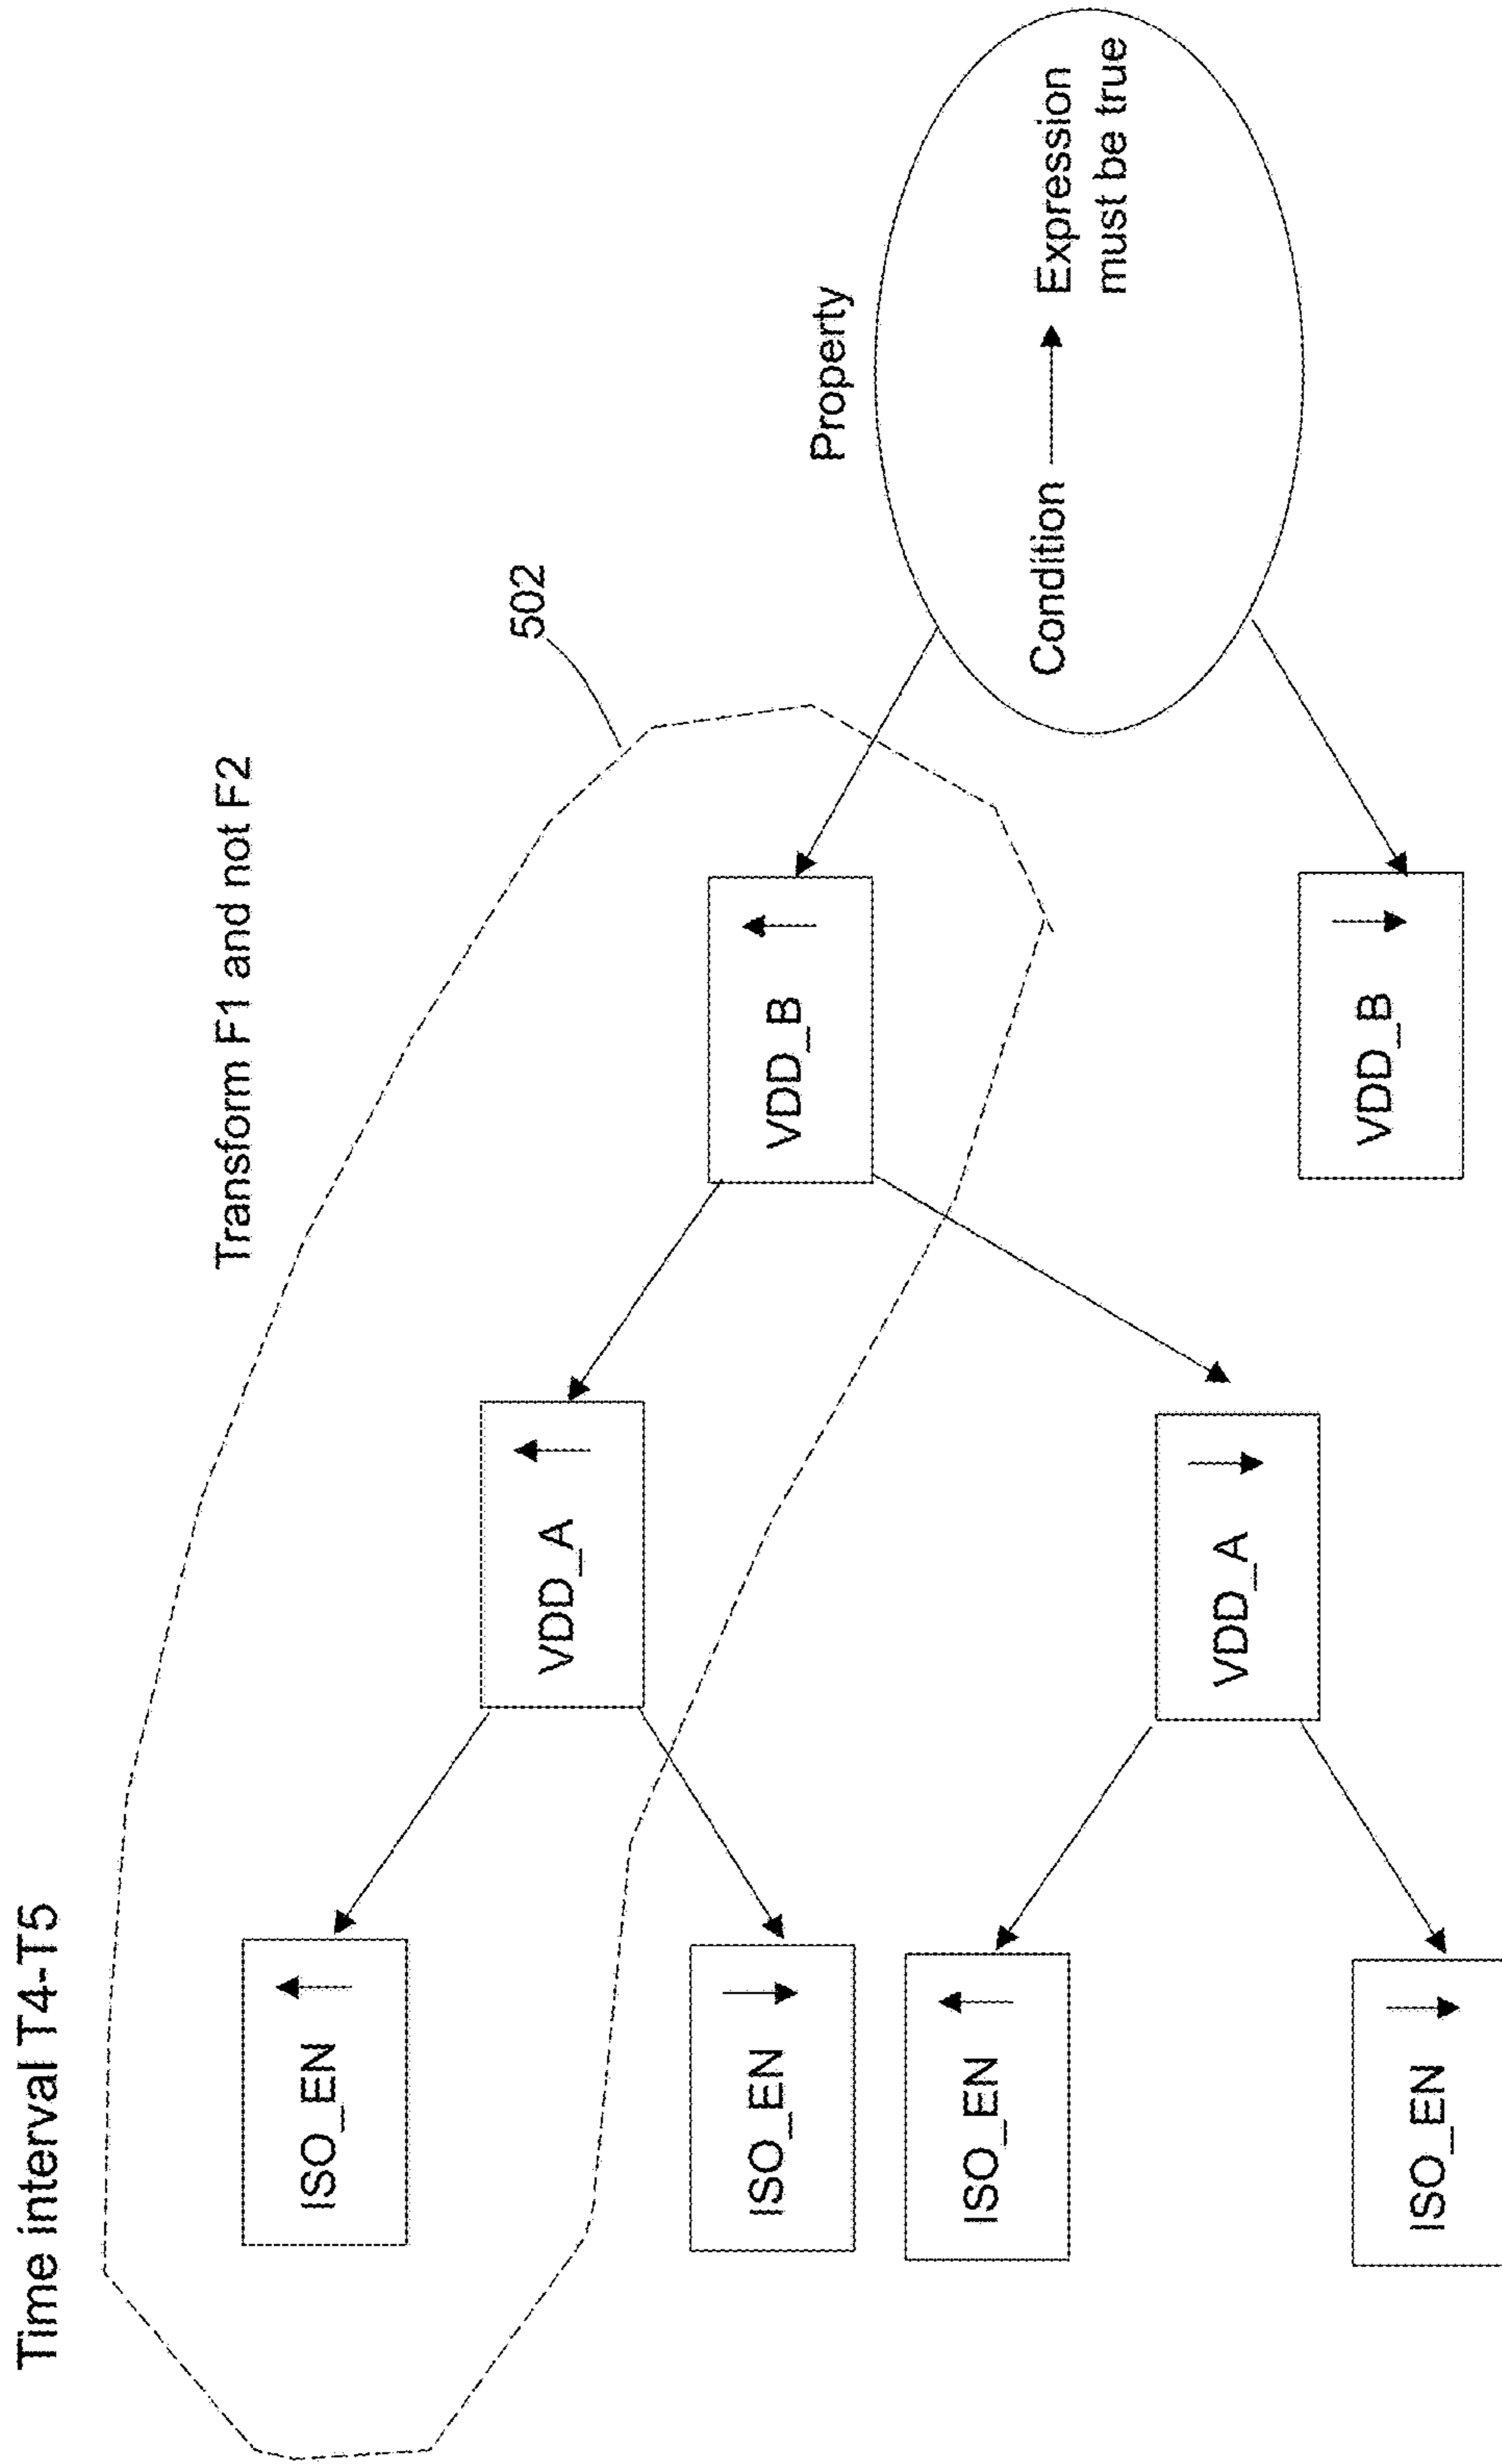 Time interval T4-T5
Transform F1 and not F2
502
Property
Condition → Expression
must be true
ISO_EN ↑
VDD_A ↑
VDD_B ↑
ISO_EN ↓
ISO_EN ↑
VDD_A ↓
VDD_B ↓
ISO_EN ↓